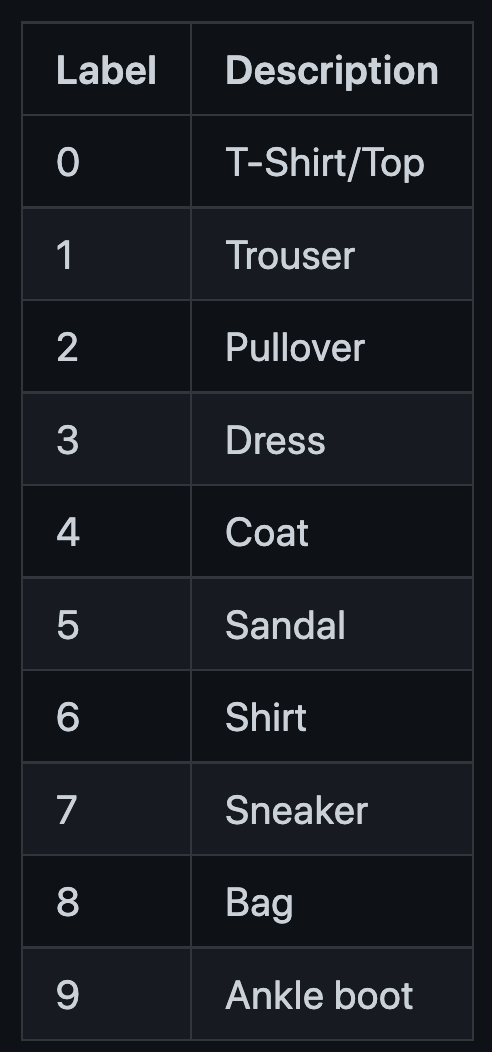 Label Description
0 T-Shirt/Top
1 Trouser
2 Pullover
3 Dress
4 Coat
5 Sandal
6 Shirt
7 Sneaker
8 Bag
9 Ankle boot